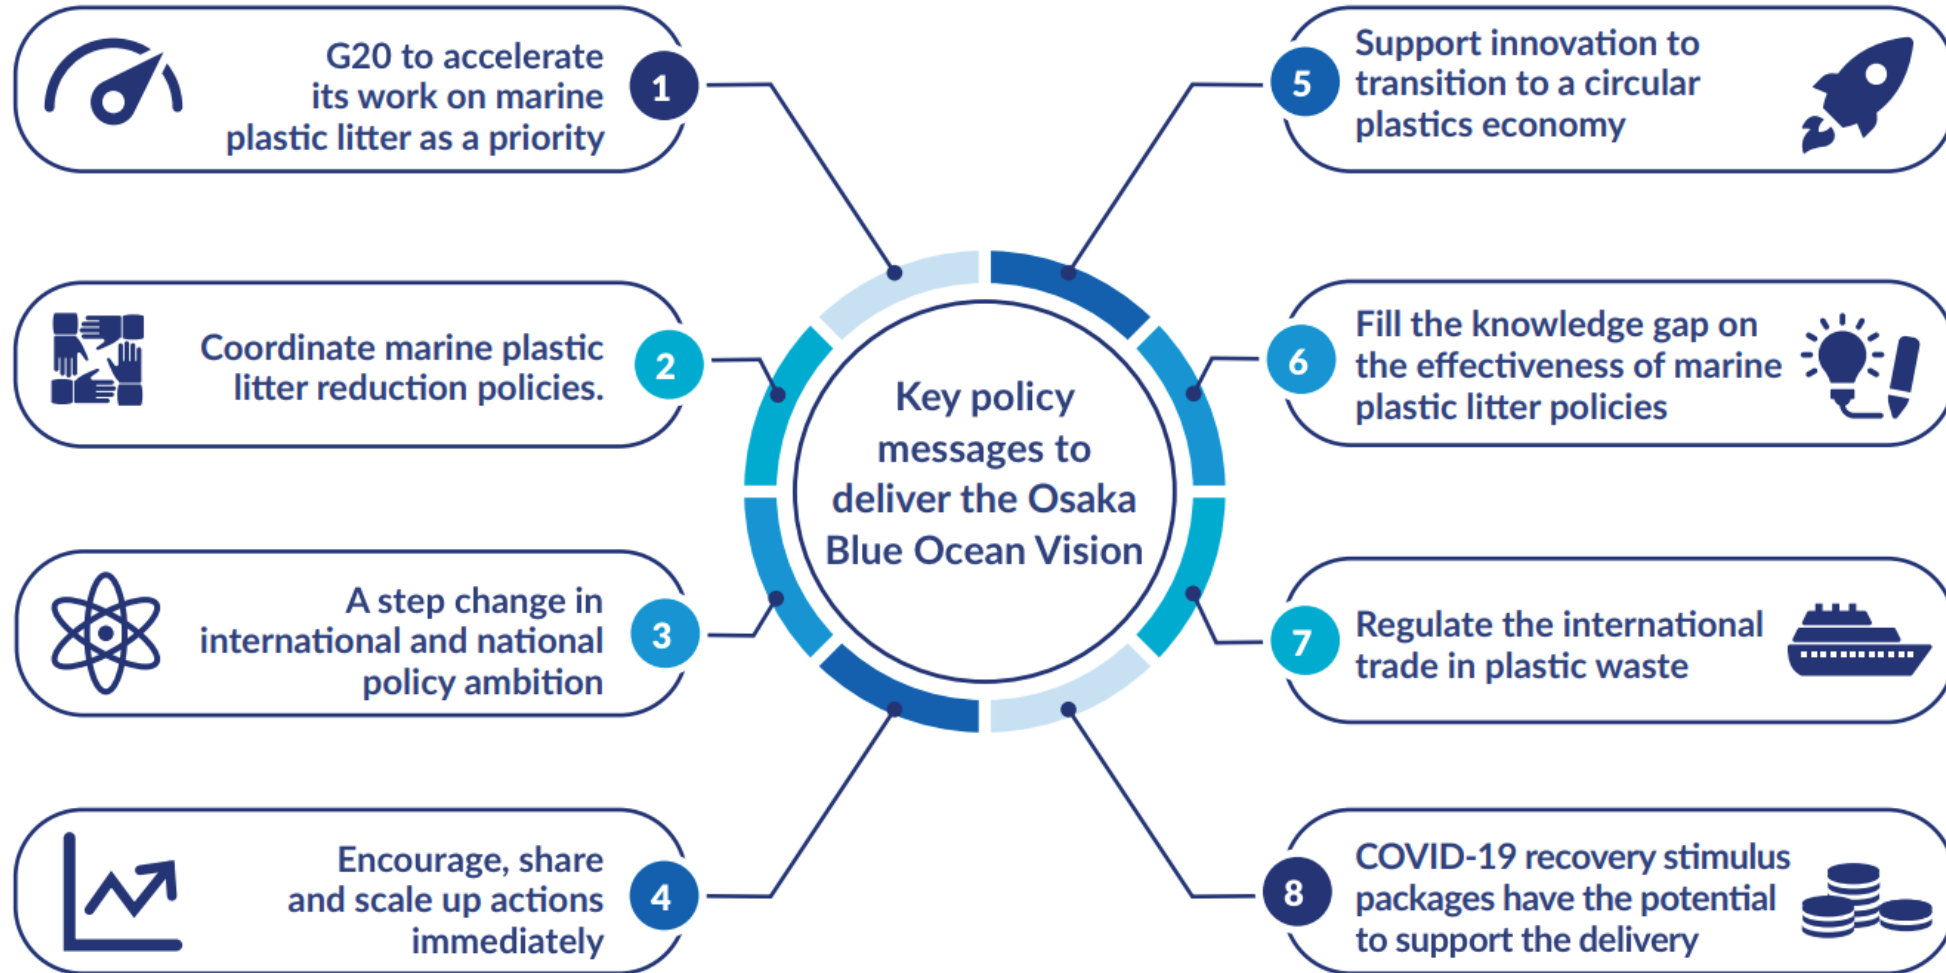 G20 to accelerate
its work on marine
plastic litter as a priority
1
Coordinate marine plastic
litter reduction policies.
2
A step change in
international and national
policy ambition
3
Encourage, share
and scale up actions
immediately
4
Key policy
messages to
deliver the Osaka
Blue Ocean Vision
5
Support innovation to
transition to a circular
plastics economy
6
Fill the knowledge gap on
the effectiveness of marine
plastic litter policies
7
Regulate the international
trade in plastic waste
8
COVID-19 recovery stimulus
packages have the potential
to support the delivery